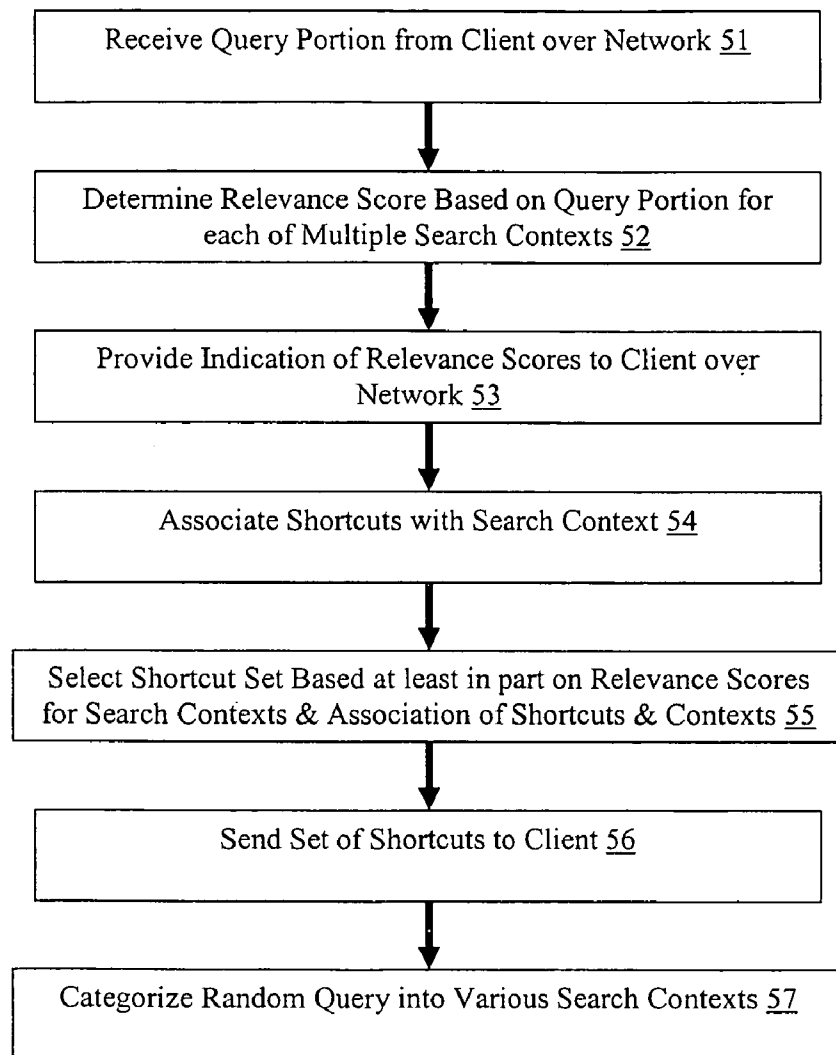 Receive Query Portion from Client over Network 51
Determine Relevance Score Based on Query Portion for
each of Multiple Search Contexts 52
Provide Indication of Relevance Scores to Client over
Network 53
Associate Shortcuts with Search Context 54
Select Shortcut Set Based at least in part on Relevance Scores
for Search Contexts & Association of Shortcuts & Contexts 55
Send Set of Shortcuts to Client 56
Categorize Random Query into Various Search Contexts 57